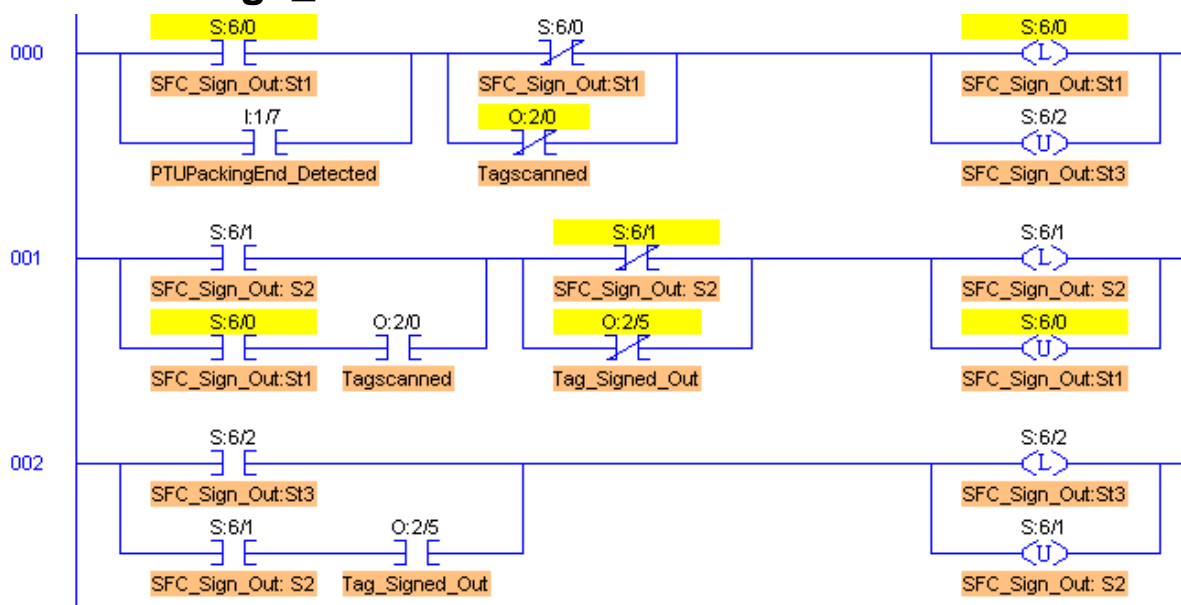 S:6/0 S:6/0 S:6/0
000 L
SFC_Sign_Out:St1 SFC_Sign_Out:St1 SFC_Sign_Out:St1
I:1/7 O:2/0 S:6/2
U
PTUPackingEnd_Detected Tagscanned SFC_Sign_Out:St3
S:6/1 S:6/1 S:6/1
001 L
SFC_Sign_Out: S2 SFC_Sign_Out: S2 SFC_Sign_Out: S2
S:6/0 O:2/0 O:2/5 S:6/0
U
SFC_Sign_Out:St1 Tagscanned Tag_Signed_Out SFC_Sign_Out:St1
S:6/2 S:6/2
002 L
SFC_Sign_Out:St3 SFC_Sign_Out:St3
S:6/1 O:2/5 S:6/1
U
SFC_Sign_Out: S2 Tag_Signed_Out SFC_Sign_Out: S2